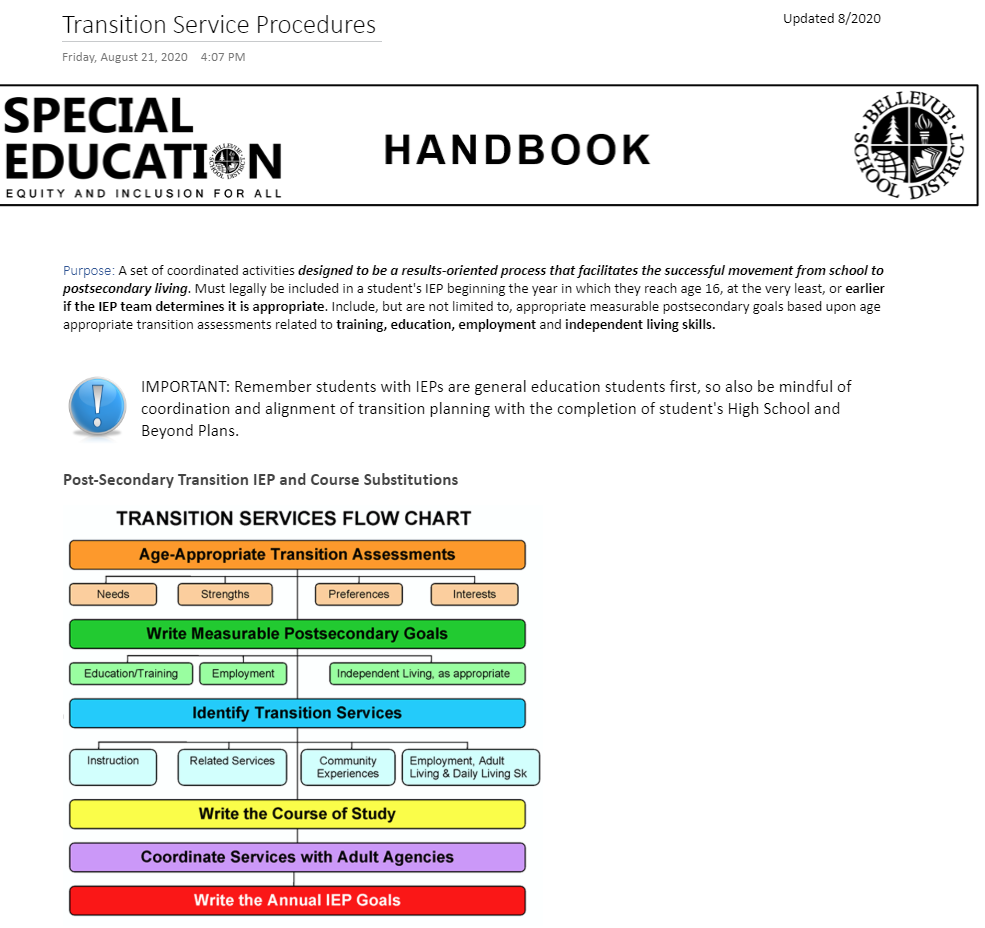 Transition Service Procedures
Updated 8/2020
Friday, August 21, 2020 4:07 PM
SPECIAL
EDUCATION
EQUITY AND INCLUSION FOR ALL
HANDBOOK
BELLEVUE
SCHOOL DISTRICT
Purpose: A set of coordinated activities designed to be a results-oriented process that facilitates the successful movement from school to
postsecondary living. Must legally be included in a student's IEP beginning the year in which they reach age 16, at the very least, or earlier
if the IEP team determines it is appropriate. Include, but are not limited to, appropriate measurable postsecondary goals based upon age
appropriate transition assessments related to training, education, employment and independent living skills.
IMPORTANT: Remember students with IEPs are general education students first, so also be mindful of
coordination and alignment of transition planning with the completion of student's High School and
Beyond Plans.
Post-Secondary Transition IEP and Course Substitutions
TRANSITION SERVICES FLOW CHART
Age-Appropriate Transition Assessments
Needs
Strengths
Preferences
Interests
Write Measurable Postsecondary Goals
Education/Training
Employment
Independent Living, as appropriate
Identify Transition Services
Instruction
Related Services
Community
Experiences
Employment, Adult
Living & Daily Living Sk
Write the Course of Study
Coordinate Services with Adult Agencies
Write the Annual IEP Goals